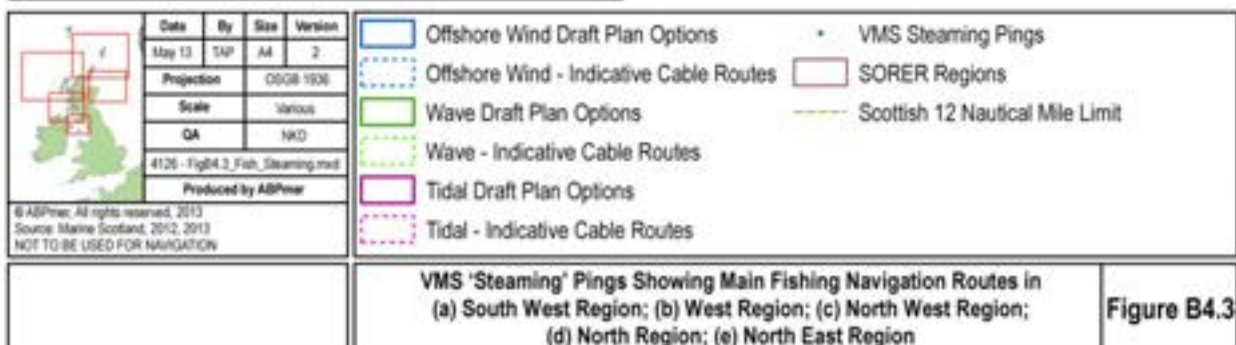 Date By Size Version
May 13 TAP A4 2
Projection OSGB 1936
Scale Various
QA NKD
4126 - FigB4.3_Fish_Steaming.mxd
Produced by ABPmer
© ABPmer, All rights reserved, 2013
Source: Marine Scotland, 2012, 2013
NOT TO BE USED FOR NAVIGATION
Offshore Wind Draft Plan Options
Offshore Wind - Indicative Cable Routes
Wave Draft Plan Options
Wave - Indicative Cable Routes
Tidal Draft Plan Options
Tidal - Indicative Cable Routes
VMS Steaming Pings
SORER Regions
Scottish 12 Nautical Mile Limit
VMS 'Steaming' Pings Showing Main Fishing Navigation Routes in
(a) South West Region; (b) West Region; (c) North West Region;
(d) North Region; (e) North East Region
Figure B4.3